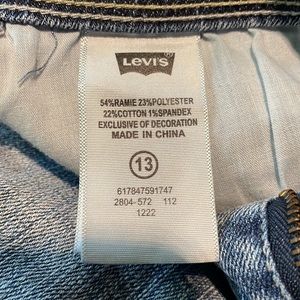 LEVI'S
54%RAMIE 23%POLYESTER
22%COTTON 1%SPANDEX
EXCLUSIVE OF DECORATION
MADE IN CHINA
13
617847591747
2804-572 112
1222